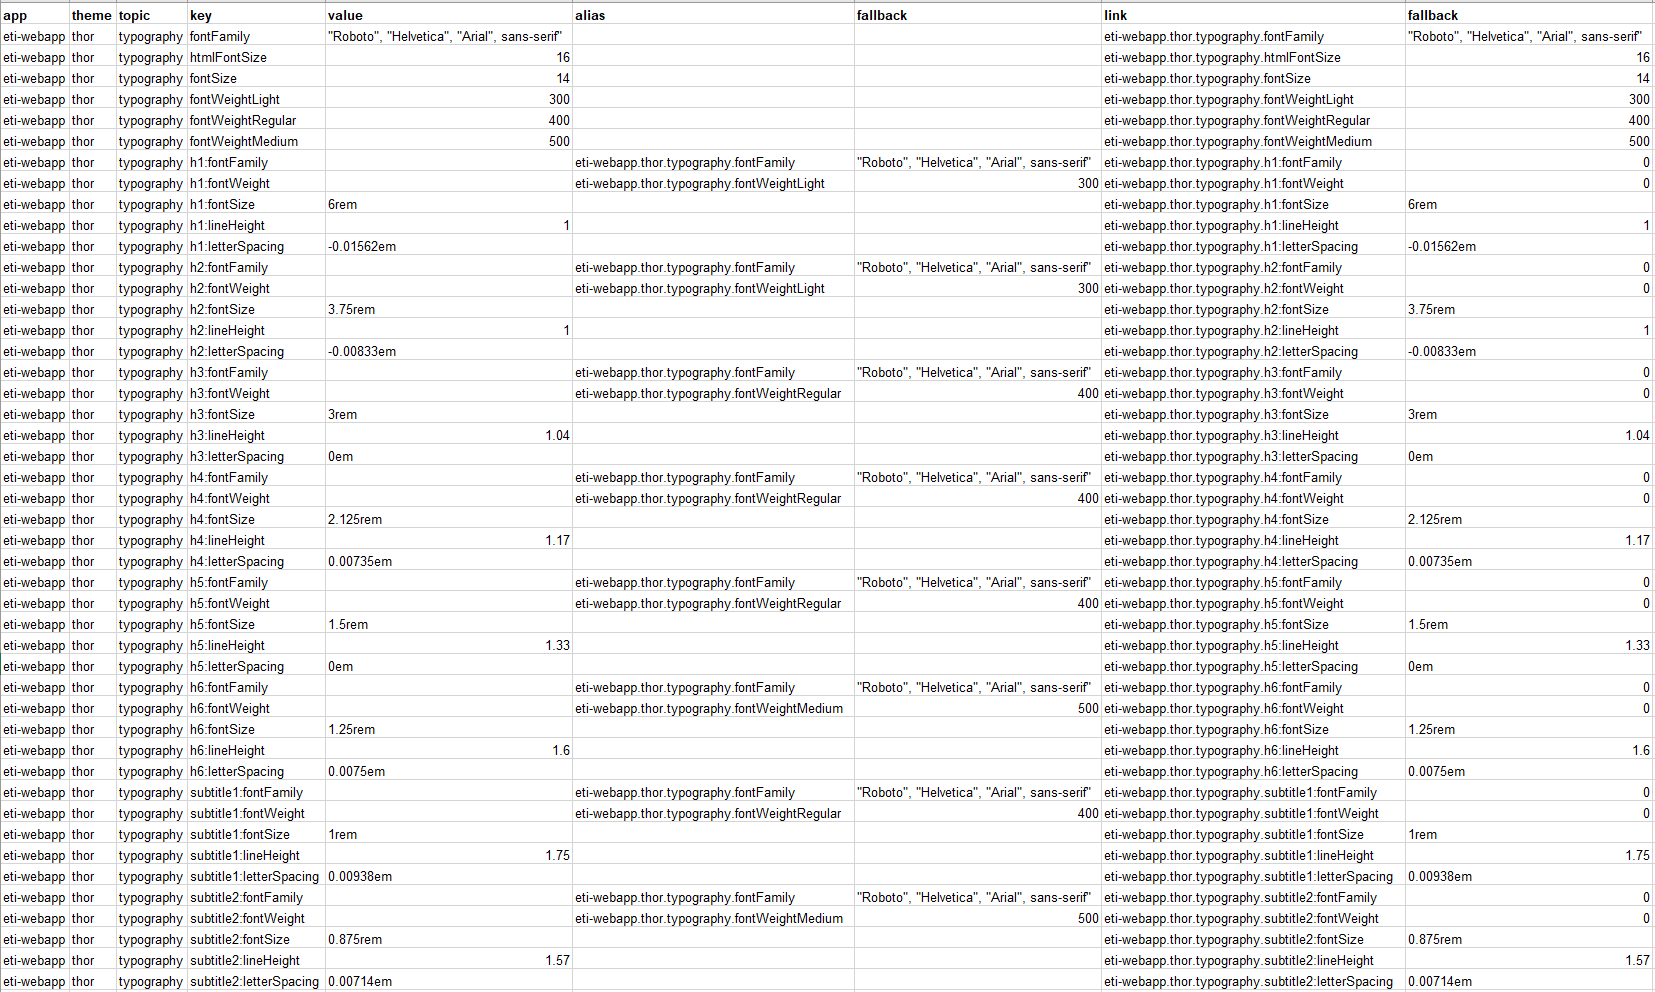 app theme topic key value alias fallback link fallback
eti-webapp thor typography fontFamily "Roboto", "Helvetica", "Arial", sans-serif" eti-webapp.thor.typography.fontFamily "Roboto", "Helvetica", "Arial", sans-serif"
eti-webapp thor typography htmlFontSize 16 eti-webapp.thor.typography.htmlFontSize 16
eti-webapp thor typography fontSize 14 eti-webapp.thor.typography.fontSize 14
eti-webapp thor typography fontWeightLight 300 eti-webapp.thor.typography.fontWeightLight 300
eti-webapp thor typography fontWeightRegular 400 eti-webapp.thor.typography.fontWeightRegular 400
eti-webapp thor typography fontWeightMedium 500 eti-webapp.thor.typography.fontWeightMedium 500
eti-webapp thor typography h1:fontFamily eti-webapp.thor.typography.fontFamily "Roboto", "Helvetica", "Arial", sans-serif" eti-webapp.thor.typography.h1:fontFamily 0
eti-webapp thor typography h1:fontWeight eti-webapp.thor.typography.fontWeightLight 300 eti-webapp.thor.typography.h1:fontWeight 0
eti-webapp thor typography h1:fontSize 6rem eti-webapp.thor.typography.h1:fontSize 6rem
eti-webapp thor typography h1:lineHeight 1 eti-webapp.thor.typography.h1:lineHeight 1
eti-webapp thor typography h1:letterSpacing -0.01562em eti-webapp.thor.typography.h1:letterSpacing -0.01562em
eti-webapp thor typography h2:fontFamily eti-webapp.thor.typography.fontFamily "Roboto", "Helvetica", "Arial", sans-serif" eti-webapp.thor.typography.h2:fontFamily 0
eti-webapp thor typography h2:fontWeight eti-webapp.thor.typography.fontWeightLight 300 eti-webapp.thor.typography.h2:fontWeight 0
eti-webapp thor typography h2:fontSize 3.75rem eti-webapp.thor.typography.h2:fontSize 3.75rem
eti-webapp thor typography h2:lineHeight 1 eti-webapp.thor.typography.h2:lineHeight 1
eti-webapp thor typography h2:letterSpacing -0.00833em eti-webapp.thor.typography.h2:letterSpacing -0.00833em
eti-webapp thor typography h3:fontFamily eti-webapp.thor.typography.fontFamily "Roboto", "Helvetica", "Arial", sans-serif" eti-webapp.thor.typography.h3:fontFamily 0
eti-webapp thor typography h3:fontWeight eti-webapp.thor.typography.fontWeightRegular 400 eti-webapp.thor.typography.h3:fontWeight 0
eti-webapp thor typography h3:fontSize 3rem eti-webapp.thor.typography.h3:fontSize 3rem
eti-webapp thor typography h3:lineHeight 1.04 eti-webapp.thor.typography.h3:lineHeight 1.04
eti-webapp thor typography h3:letterSpacing 0em eti-webapp.thor.typography.h3:letterSpacing 0em
eti-webapp thor typography h4:fontFamily eti-webapp.thor.typography.fontFamily "Roboto", "Helvetica", "Arial", sans-serif" eti-webapp.thor.typography.h4:fontFamily 0
eti-webapp thor typography h4:fontWeight eti-webapp.thor.typography.fontWeightRegular 400 eti-webapp.thor.typography.h4:fontWeight 0
eti-webapp thor typography h4:fontSize 2.125rem eti-webapp.thor.typography.h4:fontSize 2.125rem
eti-webapp thor typography h4:lineHeight 1.17 eti-webapp.thor.typography.h4:lineHeight 1.17
eti-webapp thor typography h4:letterSpacing 0.00735em eti-webapp.thor.typography.h4:letterSpacing 0.00735em
eti-webapp thor typography h5:fontFamily eti-webapp.thor.typography.fontFamily "Roboto", "Helvetica", "Arial", sans-serif" eti-webapp.thor.typography.h5:fontFamily 0
eti-webapp thor typography h5:fontWeight eti-webapp.thor.typography.fontWeightRegular 400 eti-webapp.thor.typography.h5:fontWeight 0
eti-webapp thor typography h5:fontSize 1.5rem eti-webapp.thor.typography.h5:fontSize 1.5rem
eti-webapp thor typography h5:lineHeight 1.33 eti-webapp.thor.typography.h5:lineHeight 1.33
eti-webapp thor typography h5:letterSpacing 0em eti-webapp.thor.typography.h5:letterSpacing 0em
eti-webapp thor typography h6:fontFamily eti-webapp.thor.typography.fontFamily "Roboto", "Helvetica", "Arial", sans-serif" eti-webapp.thor.typography.h6:fontFamily 0
eti-webapp thor typography h6:fontWeight eti-webapp.thor.typography.fontWeightMedium 500 eti-webapp.thor.typography.h6:fontWeight 0
eti-webapp thor typography h6:fontSize 1.25rem eti-webapp.thor.typography.h6:fontSize 1.25rem
eti-webapp thor typography h6:lineHeight 1.6 eti-webapp.thor.typography.h6:lineHeight 1.6
eti-webapp thor typography h6:letterSpacing 0.0075em eti-webapp.thor.typography.h6:letterSpacing 0.0075em
eti-webapp thor typography subtitle1:fontFamily eti-webapp.thor.typography.fontFamily "Roboto", "Helvetica", "Arial", sans-serif" eti-webapp.thor.typography.subtitle1:fontFamily 0
eti-webapp thor typography subtitle1:fontWeight eti-webapp.thor.typography.fontWeightRegular 400 eti-webapp.thor.typography.subtitle1:fontWeight 0
eti-webapp thor typography subtitle1:fontSize 1rem eti-webapp.thor.typography.subtitle1:fontSize 1rem
eti-webapp thor typography subtitle1:lineHeight 1.75 eti-webapp.thor.typography.subtitle1:lineHeight 1.75
eti-webapp thor typography subtitle1:letterSpacing 0.00938em eti-webapp.thor.typography.subtitle1:letterSpacing 0.00938em
eti-webapp thor typography subtitle2:fontFamily eti-webapp.thor.typography.fontFamily "Roboto", "Helvetica", "Arial", sans-serif" eti-webapp.thor.typography.subtitle2:fontFamily 0
eti-webapp thor typography subtitle2:fontWeight eti-webapp.thor.typography.fontWeightMedium 500 eti-webapp.thor.typography.subtitle2:fontWeight 0
eti-webapp thor typography subtitle2:fontSize 0.875rem eti-webapp.thor.typography.subtitle2:fontSize 0.875rem
eti-webapp thor typography subtitle2:lineHeight 1.57 eti-webapp.thor.typography.subtitle2:lineHeight 1.57
eti-webapp thor typography subtitle2:letterSpacing 0.00714em eti-webapp.thor.typography.subtitle2:letterSpacing 0.00714em